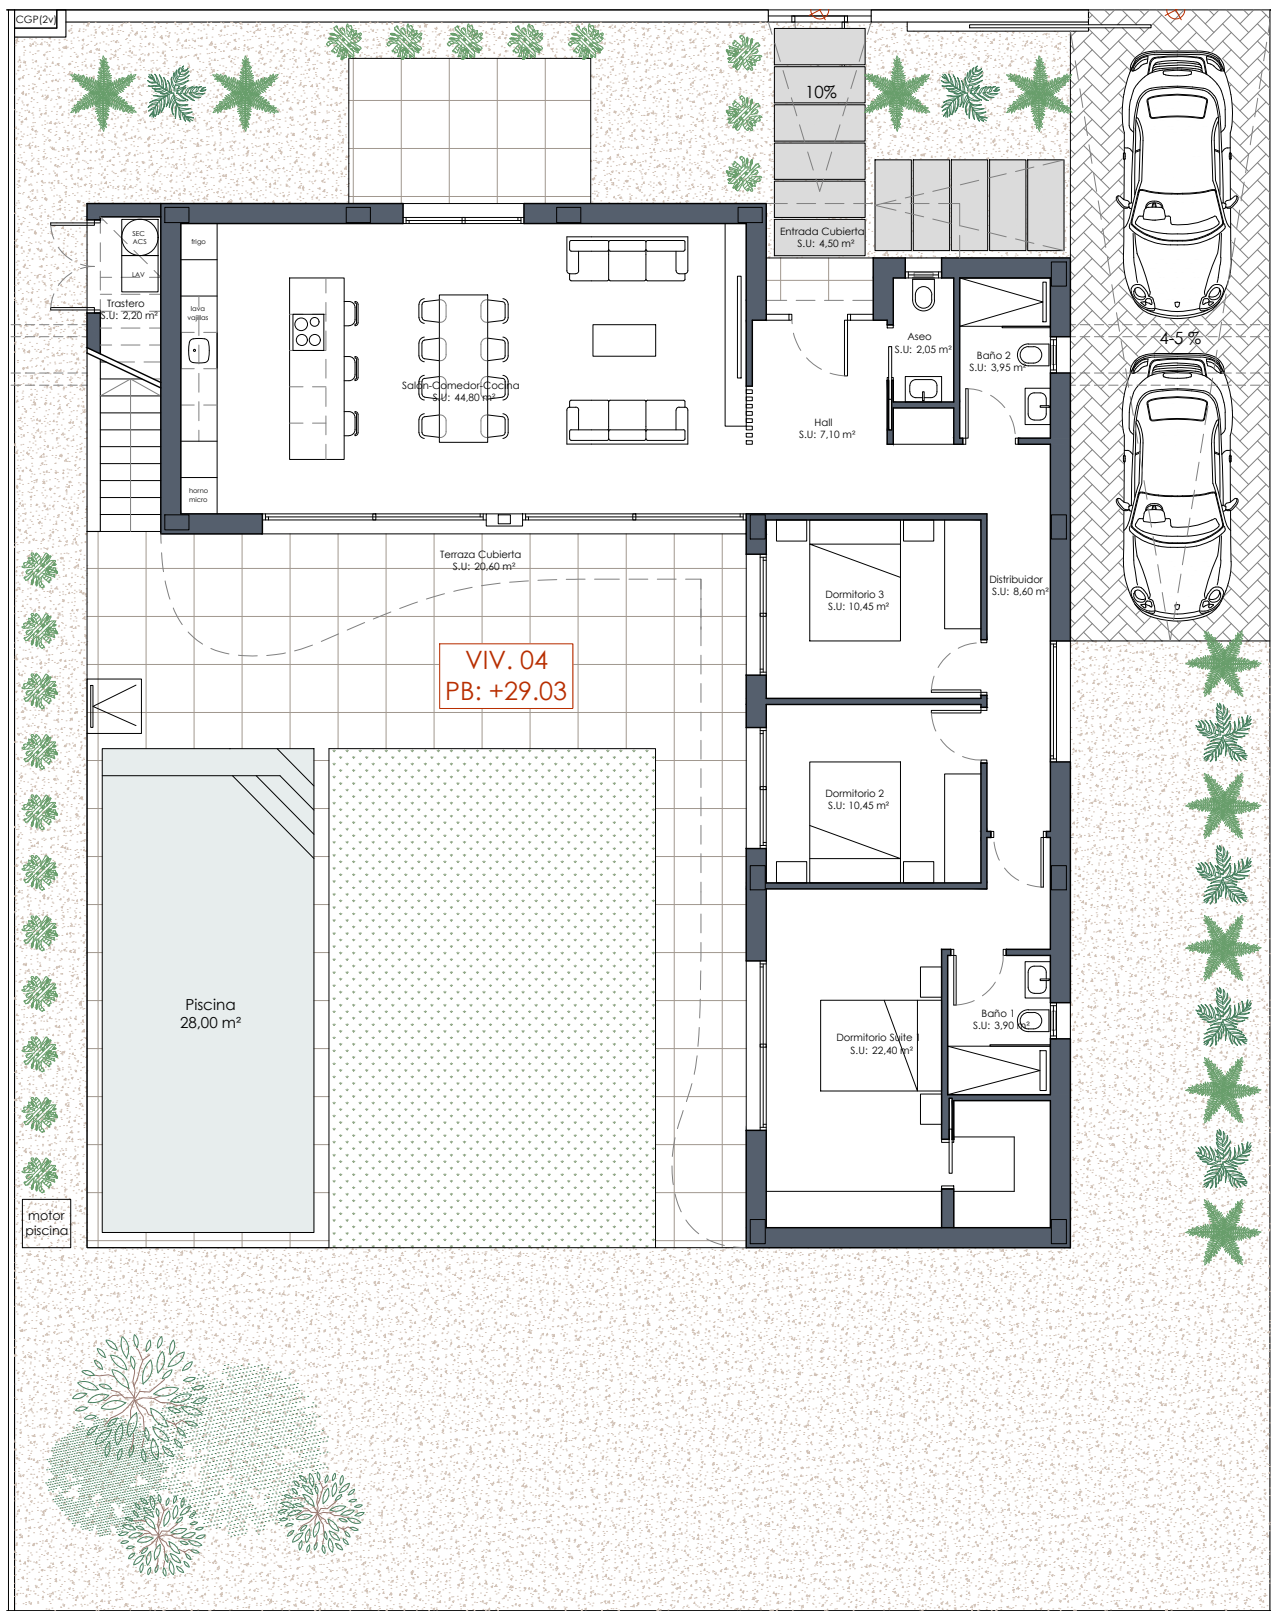 CGP(2v)
10%
Entrada Cubierta
S.U: 4,50 m²
SEC
ACS
LAV
Trastero
S.U: 2,20 m²
frigo
lava
vajillas
horno
micro
Salón-Comedor-Cocina
S.U: 44,80 m²
Aseo
S.U: 2,05 m²
Baño 2
S.U: 3,95 m²
Hall
S.U: 7,10 m²
4-5 %
Terraza Cubierta
S.U: 20,60 m²
Dormitorio 3
S.U: 10,45 m²
Distribuidor
S.U: 8,60 m²
VIV. 04
PB: +29.03
Dormitorio 2
S.U: 10,45 m²
Piscina
28,00 m²
Baño 1
S.U: 3,90 m²
Dormitorio Suite 1
S.U: 22,40 m²
motor
piscina